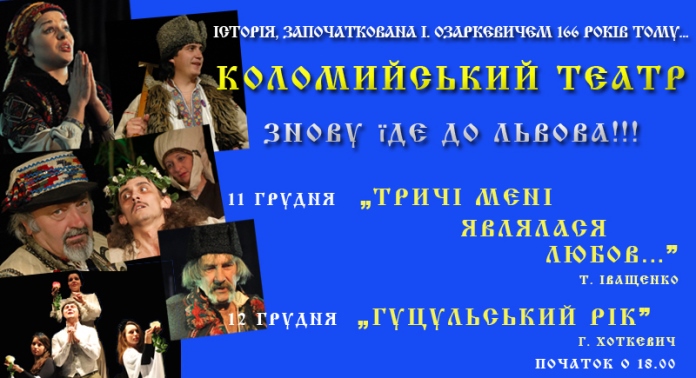 ІСТОРІЯ, ЗАПОЧАТКОВАНА І. ОЗАРКЕВИЧЕМ 166 РОКІВ ТОМУ...
КОЛОМИЙСЬКИЙ ТЕАТР
ЗНОВУ ЇДЕ ДО ЛЬВОВА!!!
11 ГРУДНЯ „ТРИЧІ МЕНІ
ЯВЛЯЛАСЯ
ЛЮБОВ..."
Т. ІВАЩЕНКО
12 ГРУДНЯ „ГУЦУЛЬСЬКИЙ РІК"
Г. ХОТКЕВИЧ
ПОЧАТОК О 18.00